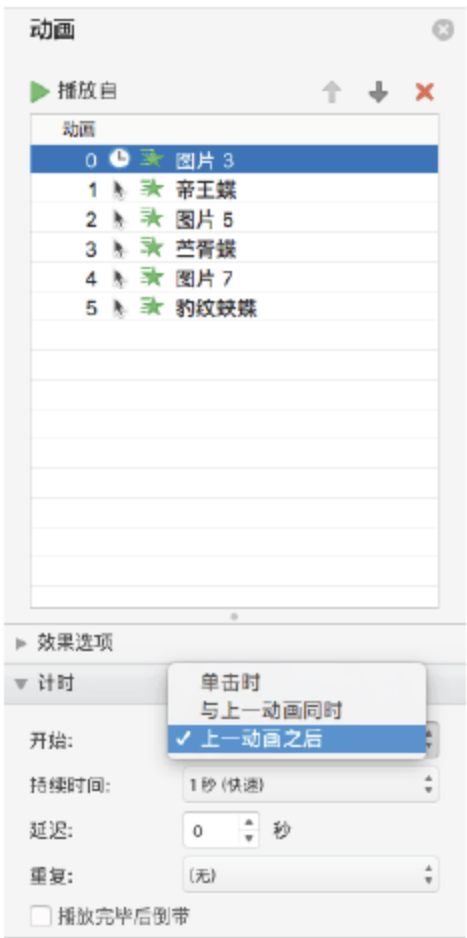 动画
播放自
动画
0 图片 3
1 帝王蝶
2 图片 5
3 苎胥蝶
4 图片 7
5 豹纹蛱蝶
效果选项
计时
单击时
与上一动画同时
✓ 上一动画之后
开始:
持续时间: 1 秒 (快速)
延迟: 0 秒
重复: (无)
播放完毕后倒带